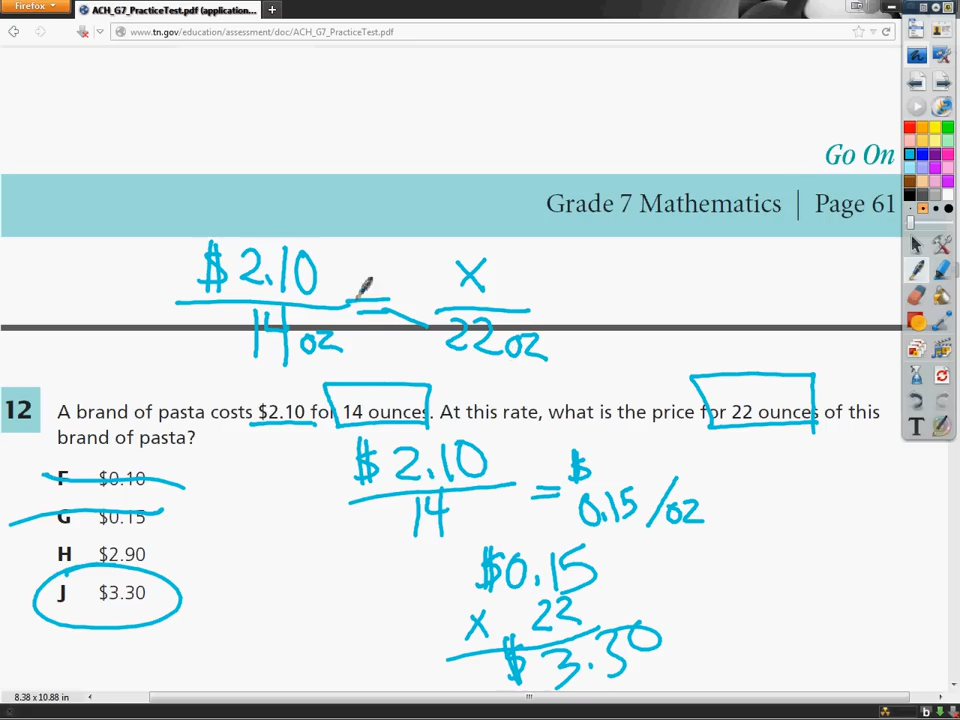 Firefox
ACH_G7_PracticeTest.pdf (application...
www.tn.gov/education/assessment/doc/ACH_G7_PracticeTest.pdf
Go On
Grade 7 Mathematics | Page 61
$2.10 = x
14 oz 22 oz
12 A brand of pasta costs $2.10 for 14 ounces. At this rate, what is the price for 22 ounces of this
brand of pasta?
$2.10
14 = $0.15/oz
F $0.10
G $0.15
H $2.90
J $3.30
$0.15
x 22
$3.30
8.38 x 10.88 in